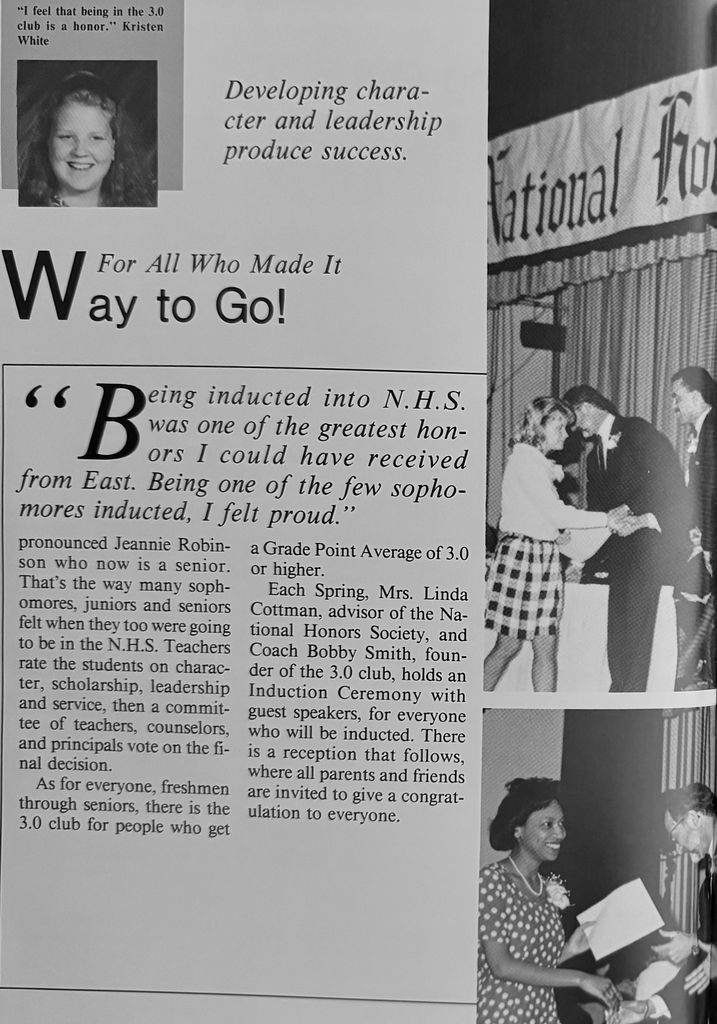 "I feel that being in the 3.0
club is a honor." Kristen
White
Developing chara-
cter and leadership
produce success.
For All Who Made It
Way to Go!
"Being inducted into N.H.S.
was one of the greatest hon-
ors I could have received
from East. Being one of the few sopho-
mores inducted, I felt proud."
pronounced Jeannie Robin-
son who now is a senior.
That's the way many soph-
omores, juniors and seniors
felt when they too were going
to be in the N.H.S. Teachers
rate the students on charac-
ter, scholarship, leadership
and service, then a commit-
tee of teachers, counselors,
and principals vote on the fi-
nal decision.
As for everyone, freshmen
through seniors, there is the
3.0 club for people who get
a Grade Point Average of 3.0
or higher.
Each Spring, Mrs. Linda
Cottman, advisor of the Na-
tional Honors Society, and
Coach Bobby Smith, foun-
der of the 3.0 club, holds an
Induction Ceremony with
guest speakers, for everyone
who will be inducted. There
is a reception that follows,
where all parents and friends
are invited to give a congrat-
ulation to everyone.
National Ho